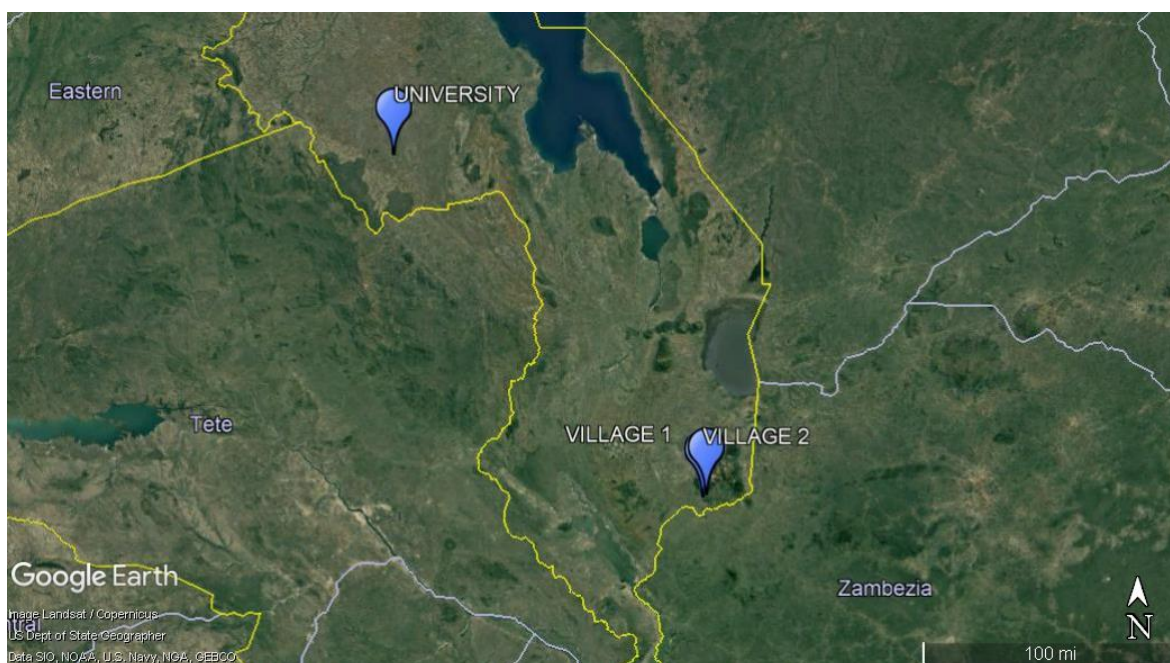 Eastern
UNIVERSITY
Tete
VILLAGE 1
VILLAGE 2
Zambezia
Google Earth
Image Landsat / Copernicus
US Dept of State Geographer
Data SIO, NOAA, U.S. Navy, NGA, GEBCO
ntral
N
100 mi